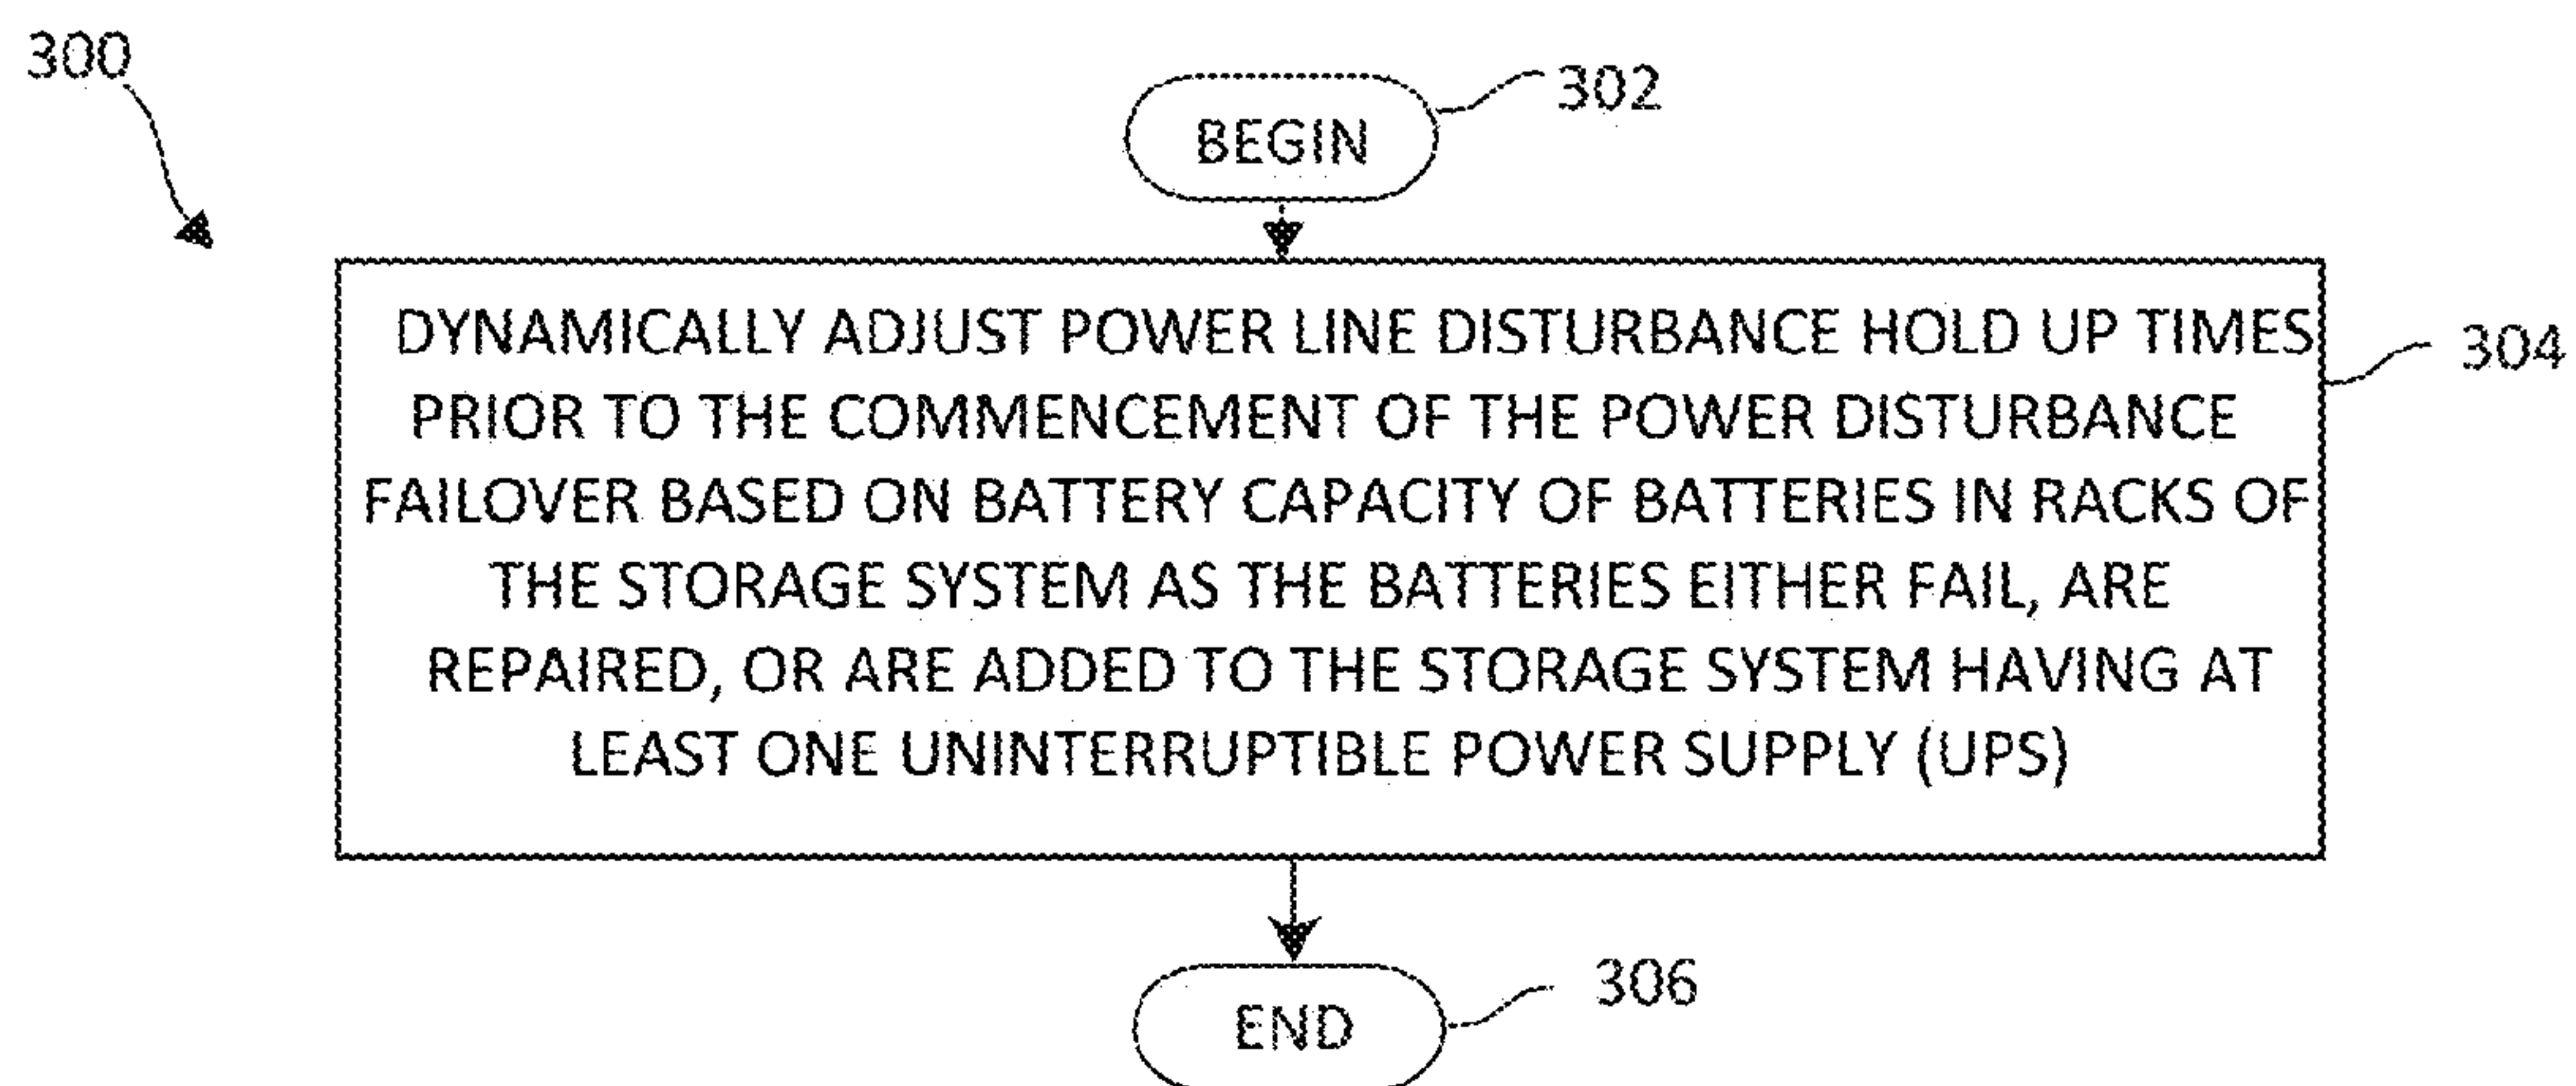 300
302
BEGIN
DYNAMICALLY ADJUST POWER LINE DISTURBANCE HOLD UP TIMES
304
PRIOR TO THE COMMENCEMENT OF THE POWER DISTURBANCE
FAILOVER BASED ON BATTERY CAPACITY OF BATTERIES IN RACKS OF
THE STORAGE SYSTEM AS THE BATTERIES EITHER FAIL, ARE
REPAIRED, OR ARE ADDED TO THE STORAGE SYSTEM HAVING AT
LEAST ONE UNINTERRUPTIBLE POWER SUPPLY (UPS)
306
END